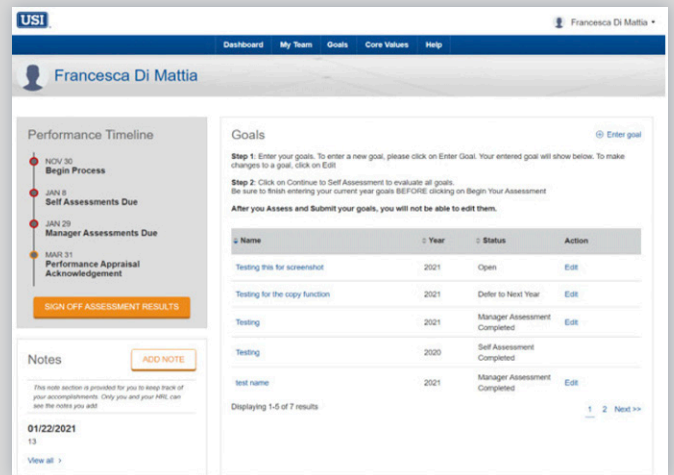 USI
Francesca Di Mattia
Dashboard My Team Goals Core Values Help
Francesca Di Mattia
Performance Timeline
NOV 30
Begin Process
JAN 8
Self Assessments Due
JAN 29
Manager Assessments Due
MAR 31
Performance Appraisal
Acknowledgement
SIGN OFF ASSESSMENT RESULTS
Notes
ADD NOTE
This note section is provided for you to keep track of
your accomplishments. Only you and your HRL can
see the notes you add.
01/22/2021
13
View all >
Goals
Enter goal
Step 1: Enter your goals. To enter a new goal, please click on Enter Goal. Your entered goal will show below. To make
changes to a goal, click on Edit
Step 2: Click on Continue to Self Assessment to evaluate all goals.
Be sure to finish entering your current year goals BEFORE clicking on Begin Your Assessment
After you Assess and Submit your goals, you will not be able to edit them.
Name Year Status Action
Testing this for screenshot 2021 Open Edit
Testing for the copy function 2021 Defer to Next Year Edit
Testing 2021 Manager Assessment Completed Edit
Testing 2020 Self Assessment Completed
test name 2021 Manager Assessment Completed Edit
Displaying 1-5 of 7 results
1 2 Next >>